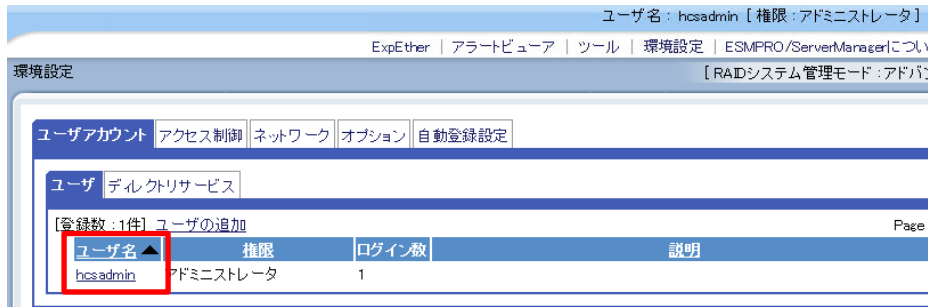 ユーザ名 : hcsadmin [ 権限 : アドミニストレータ ]
ExpEther | アラートビューア | ツール | 環境設定 | ESMPRO/ServerManagerについ
環境設定 [ RAIDシステム管理モード : アドバン
ユーザアカウント アクセス制御 ネットワーク オプション 自動登録設定
ユーザ ディレクトリサービス
[登録数 : 1件] ユーザの追加 Page
ユーザ名 ▲ 権限 ログイン数 説明
hcsadmin アドミニストレータ 1